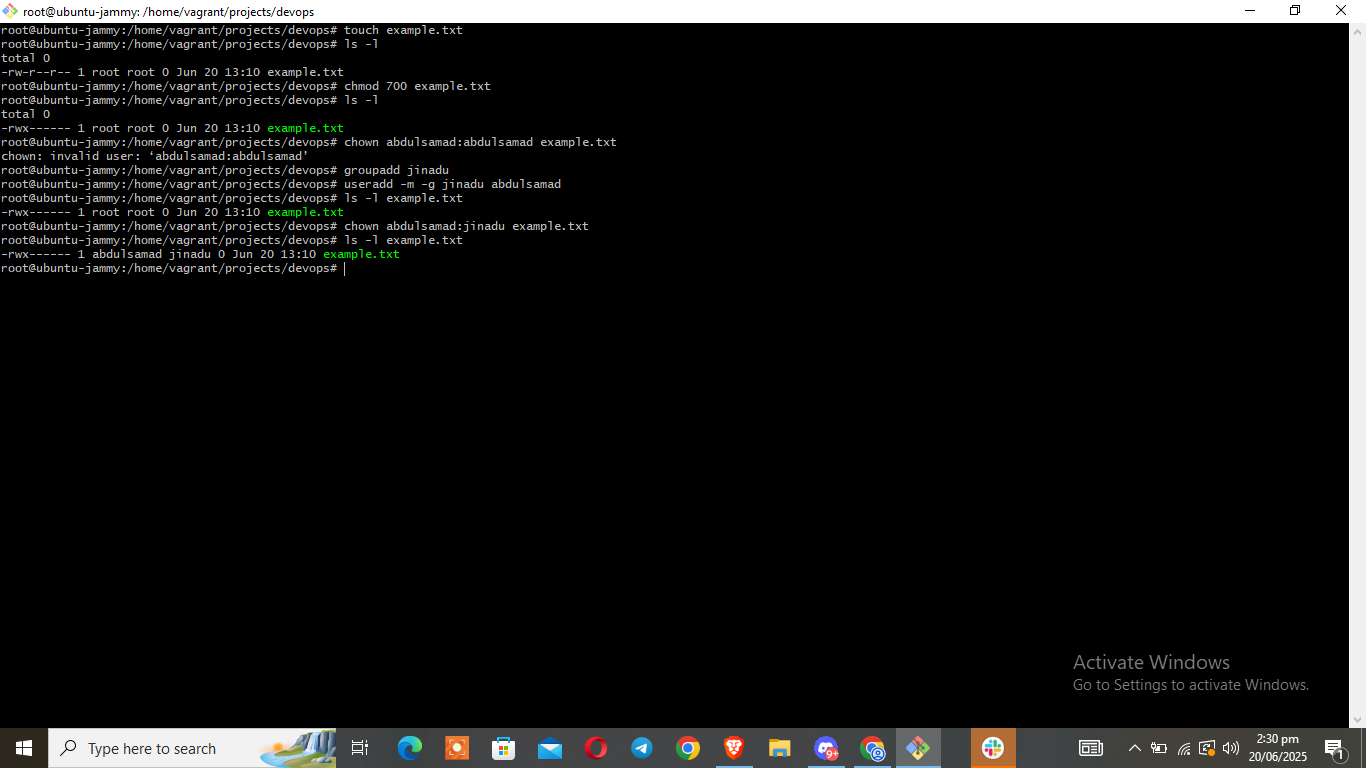 root@ubuntu-jammy: /home/vagrant/projects/devops
root@ubuntu-jammy:/home/vagrant/projects/devops# touch example.txt
root@ubuntu-jammy:/home/vagrant/projects/devops# ls -l
total 0
-rw-r--r-- 1 root root 0 Jun 20 13:10 example.txt
root@ubuntu-jammy:/home/vagrant/projects/devops# chmod 700 example.txt
root@ubuntu-jammy:/home/vagrant/projects/devops# ls -l
total 0
-rwx------ 1 root root 0 Jun 20 13:10 example.txt
root@ubuntu-jammy:/home/vagrant/projects/devops# chown abdulsamad:abdulsamad example.txt
chown: invalid user: ‘abdulsamad:abdulsamad’
root@ubuntu-jammy:/home/vagrant/projects/devops# groupadd jinadu
root@ubuntu-jammy:/home/vagrant/projects/devops# useradd -m -g jinadu abdulsamad
root@ubuntu-jammy:/home/vagrant/projects/devops# ls -l example.txt
-rwx------ 1 root root 0 Jun 20 13:10 example.txt
root@ubuntu-jammy:/home/vagrant/projects/devops# chown abdulsamad:jinadu example.txt
root@ubuntu-jammy:/home/vagrant/projects/devops# ls -l example.txt
-rwx------ 1 abdulsamad jinadu 0 Jun 20 13:10 example.txt
root@ubuntu-jammy:/home/vagrant/projects/devops#
Activate Windows
Go to Settings to activate Windows.
Type here to search
9+
2:30 pm
20/06/2025
1